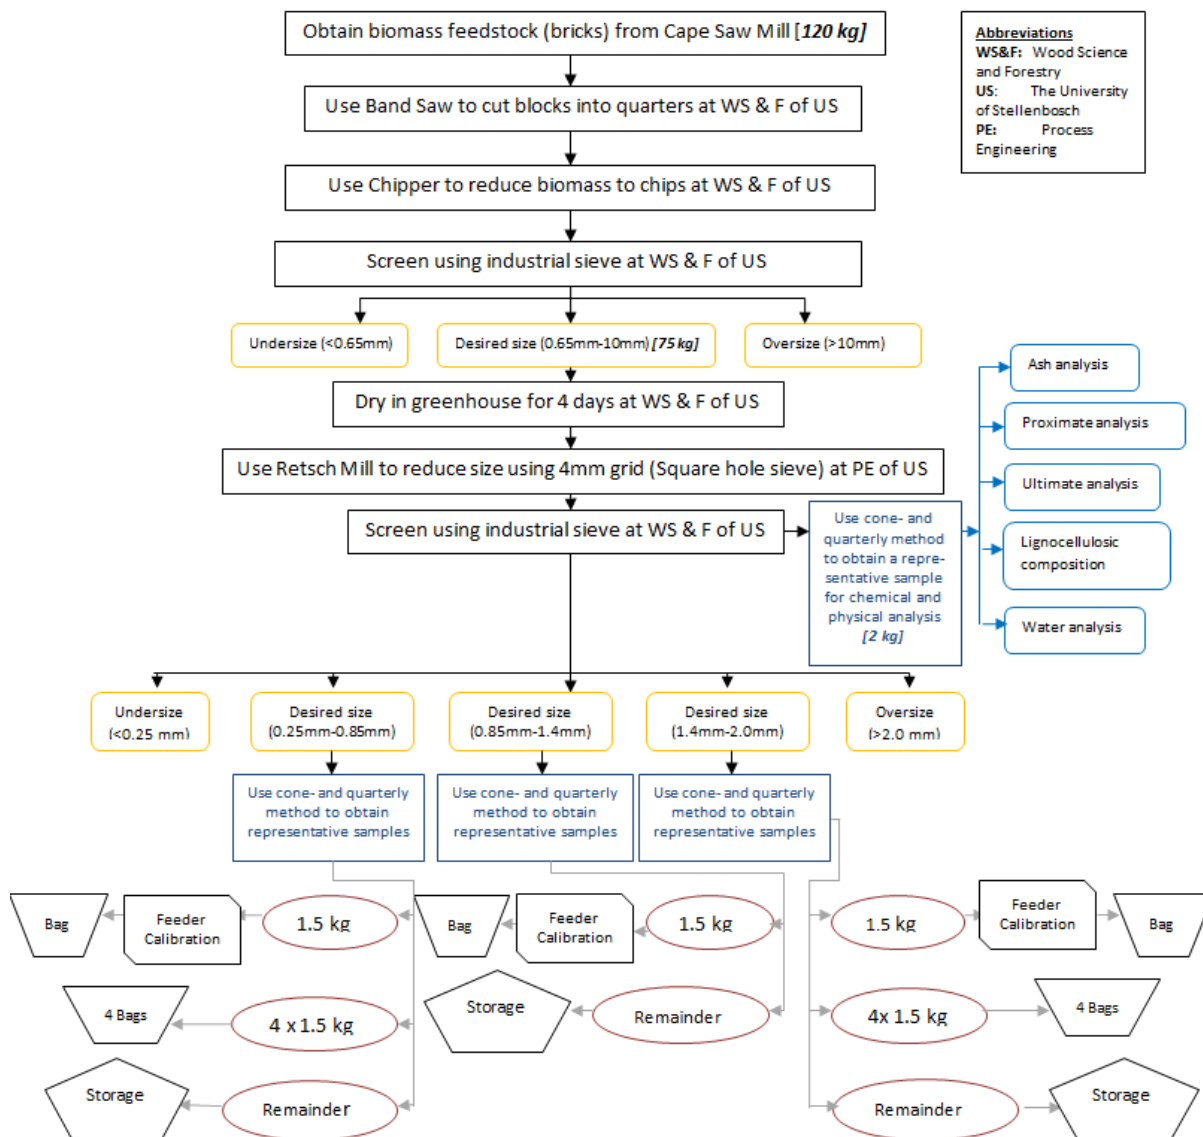 Obtain biomass feedstock (bricks) from Cape Saw Mill [120 kg]
Abbreviations
WS&F: Wood Science
and Forestry
US: The University
of Stellenbosch
PE: Process
Engineering
Use Band Saw to cut blocks into quarters at WS & F of US
Use Chipper to reduce biomass to chips at WS & F of US
Screen using industrial sieve at WS & F of US
Undersize (<0.65mm)
Desired size (0.65mm-10mm) [75 kg]
Oversize (>10mm)
Dry in greenhouse for 4 days at WS & F of US
Use Retsch Mill to reduce size using 4mm grid (Square hole sieve) at PE of US
Screen using industrial sieve at WS & F of US
Use cone- and
quarterly method
to obtain a repre-
sentative sample
for chemical and
physical analysis
[2 kg]
Ash analysis
Proximate analysis
Ultimate analysis
Lignocellulosic
composition
Water analysis
Undersize
(<0.25 mm)
Desired size
(0.25mm-0.85mm)
Desired size
(0.85mm-1.4mm)
Desired size
(1.4mm-2.0mm)
Oversize
(>2.0 mm)
Use cone- and quarterly
method to obtain
representative samples
Use cone- and quarterly
method to obtain
representative samples
Use cone- and quarterly
method to obtain
representative samples
Bag
Feeder
Calibration
1.5 kg
Bag
Feeder
Calibration
1.5 kg
1.5 kg
Feeder
Calibration
Bag
4 Bags
4 x 1.5 kg
Storage
Remainder
4x 1.5 kg
4 Bags
Storage
Remainder
Remainder
Storage